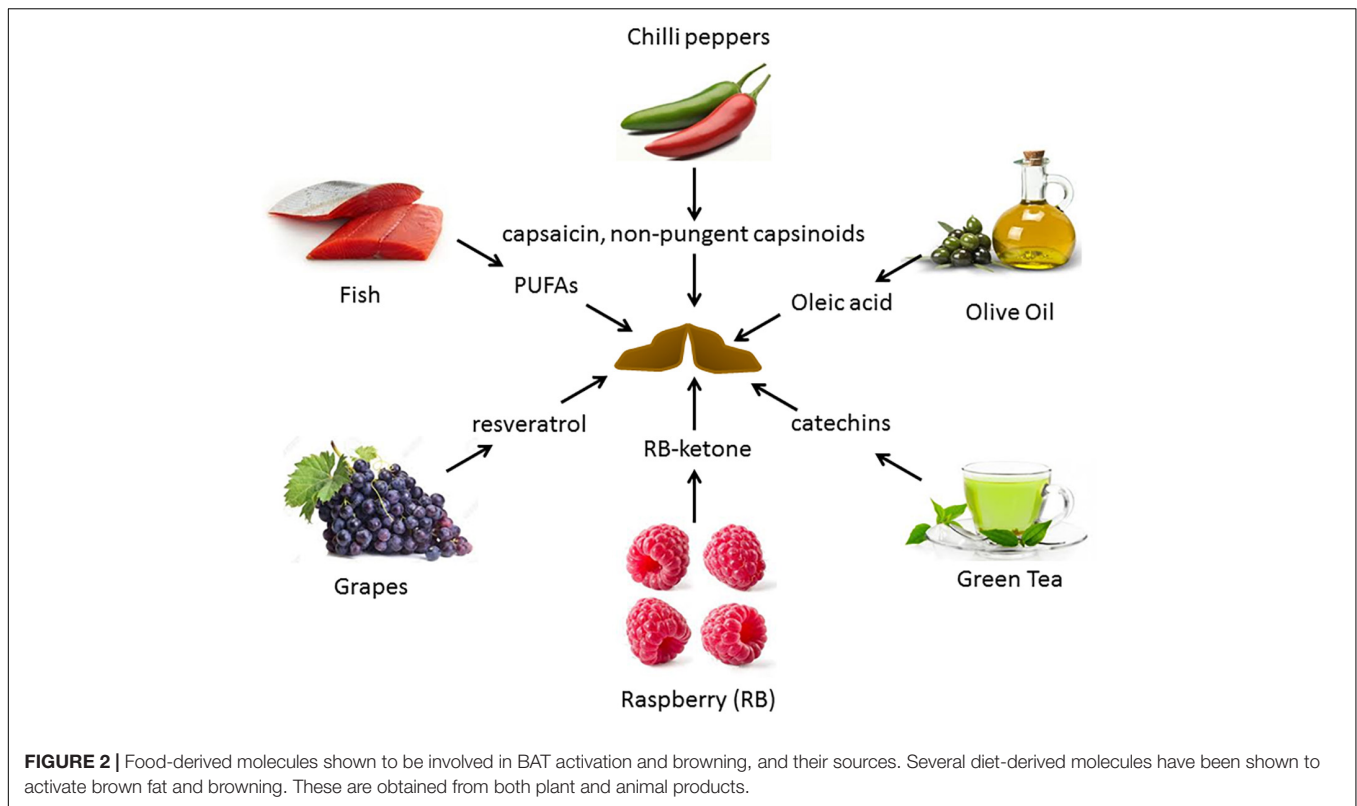 Chilli peppers
capsaicin, non-pungent capsinoids
Fish
PUFAs
Oleic acid
Olive Oil
resveratrol
RB-ketone
catechins
Grapes
Green Tea
Raspberry (RB)
FIGURE 2 | Food-derived molecules shown to be involved in BAT activation and browning, and their sources. Several diet-derived molecules have been shown to
activate brown fat and browning. These are obtained from both plant and animal products.